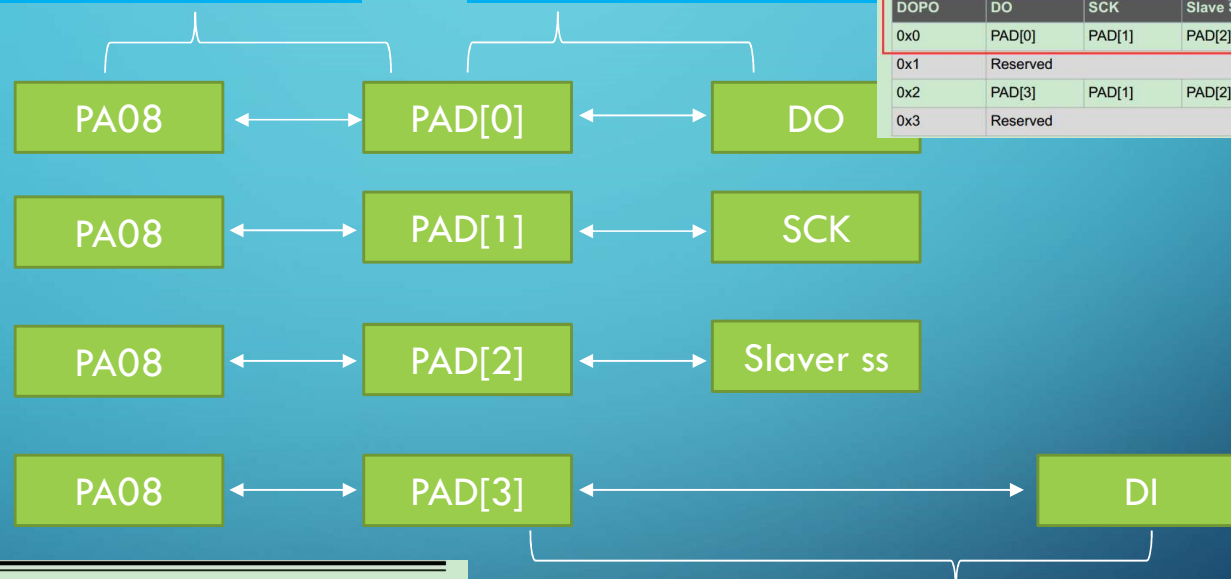 DOPO DO SCK Slave
0x0 PAD[0] PAD[1] PAD[2]
0x1 Reserved
0x2 PAD[3] PAD[1] PAD[2]
0x3 Reserved
PA08 PAD[0] DO
PA08 PAD[1] SCK
PA08 PAD[2] Slaver ss
PA08 PAD[3] DI